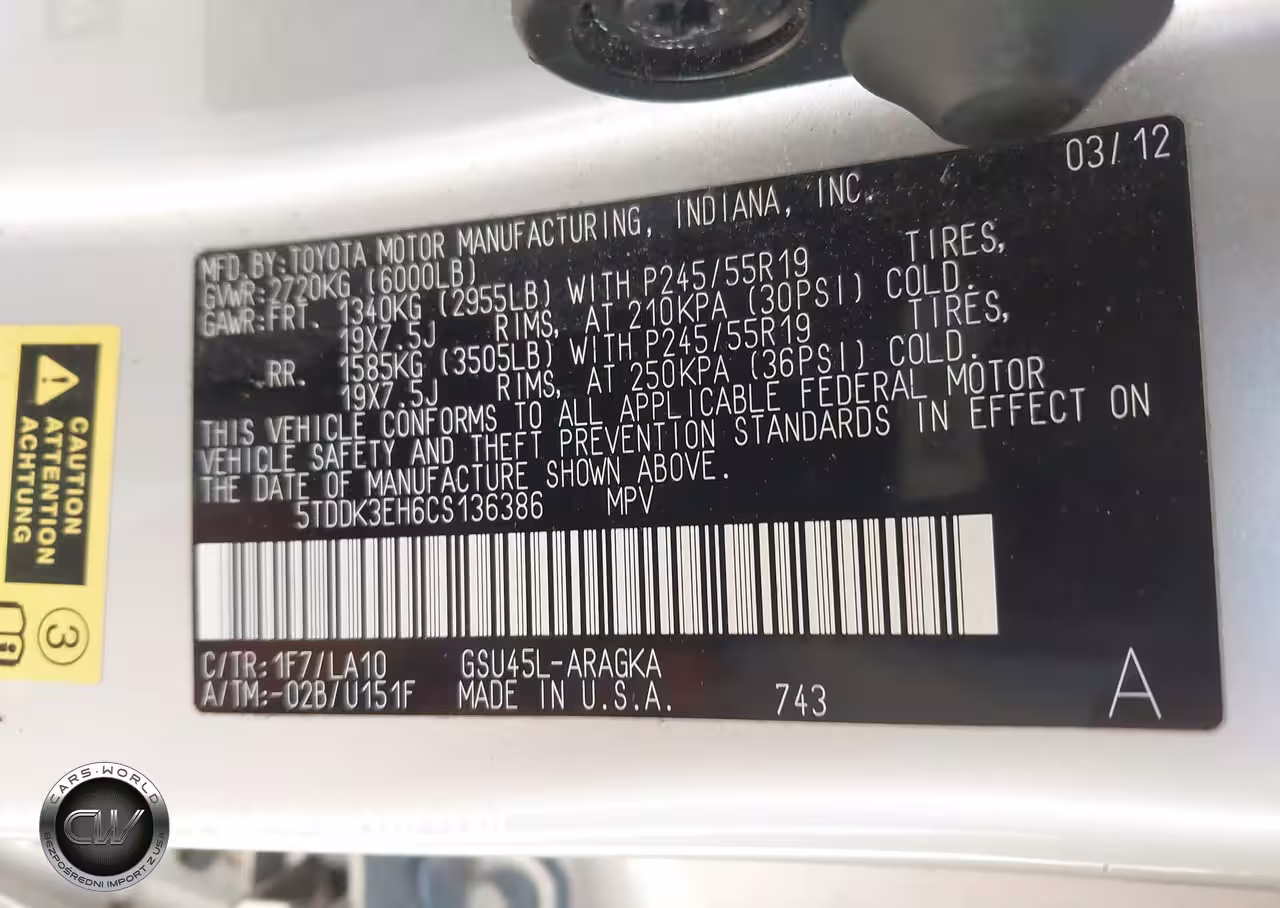 03/12
MFD.BY:TOYOTA MOTOR MANUFACTURING, INDIANA, INC.
GVWR:2720KG (6000LB)
GAWR:FRT. 1340KG (2955LB) WITH P245/55R19 TIRES,
19X7.5J RIMS, AT 210KPA (30PSI) COLD.
RR. 1585KG (3505LB) WITH P245/55R19 TIRES,
19X7.5J RIMS, AT 250KPA (36PSI) COLD.
THIS VEHICLE CONFORMS TO ALL APPLICABLE FEDERAL MOTOR
VEHICLE SAFETY AND THEFT PREVENTION STANDARDS IN EFFECT ON
THE DATE OF MANUFACTURE SHOWN ABOVE.
5TDDK3EH6CS136386 MPV
C/TR:1F7/LA10 GSU45L-ARAGKA
A/TM:-02B/U151F MADE IN U.S.A. 743 A
CAUTION
ATTENTION
ACHTUNG
3
CARS·WORLD
CW
BEZPOŚREDNI IMPORT Z USA